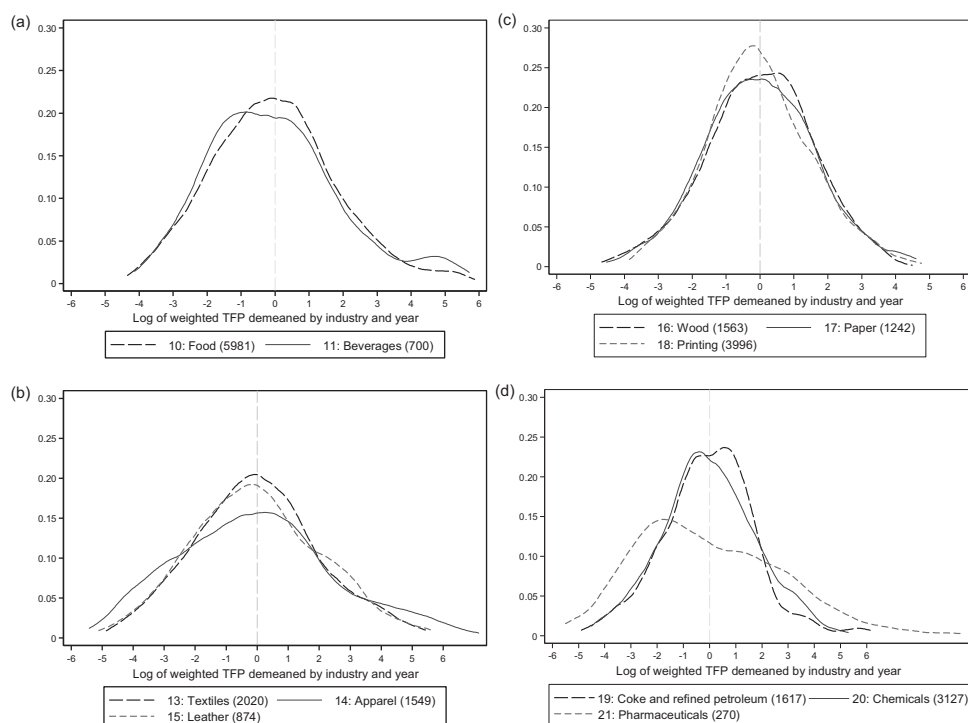 (a)
0.30
0.25
0.20
0.15
0.10
0.05
0
-6 -5 -4 -3 -2 -1 0 1 2 3 4 5 6
Log of weighted TFP demeaned by industry and year
10: Food (5981) 11: Beverages (700)
(c)
0.30
0.25
0.20
0.15
0.10
0.05
0
-6 -5 -4 -3 -2 -1 0 1 2 3 4 5 6
Log of weighted TFP demeaned by industry and year
16: Wood (1563) 17: Paper (1242)
18: Printing (3996)
(b)
0.30
0.25
0.20
0.15
0.10
0.05
0
-6 -5 -4 -3 -2 -1 0 1 2 3 4 5 6
Log of weighted TFP demeaned by industry and year
13: Textiles (2020) 14: Apparel (1549)
15: Leather (874)
(d)
0.30
0.25
0.20
0.15
0.10
0.05
0
-6 -5 -4 -3 -2 -1 0 1 2 3 4 5 6
Log of weighted TFP demeaned by industry and year
19: Coke and refined petroleum (1617) 20: Chemicals (3127)
21: Pharmaceuticals (270)